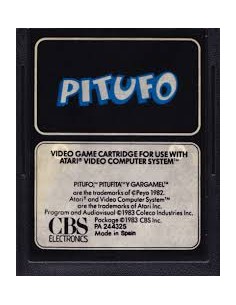 PITUFO
VIDEO GAME CARTRIDGE FOR USE WITH
ATARI® VIDEO COMPUTER SYSTEM™
PITUFO,™ PITUFITA™ Y GARGAMEL™
are the trademarks of ©Peyo 1982.
Atari® and Video Computer System™
are the trademarks of Atari Inc.
Program and Audiovisual ©1983 Coleco Industries Inc.
Package ©1983 CBS Inc.
CBS
ELECTRONICS
PA 244325
Made in Spain